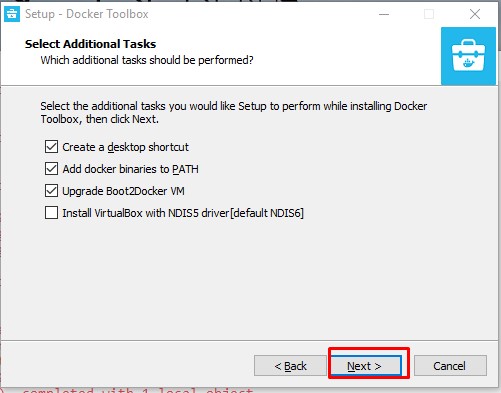 Setup - Docker Toolbox
Select Additional Tasks
Which additional tasks should be performed?
Select the additional tasks you would like Setup to perform while installing Docker
Toolbox, then click Next.
Create a desktop shortcut
Add docker binaries to PATH
Upgrade Boot2Docker VM
Install VirtualBox with NDIS5 driver[default NDIS6]
< Back
Next >
Cancel
completed with 1 local object